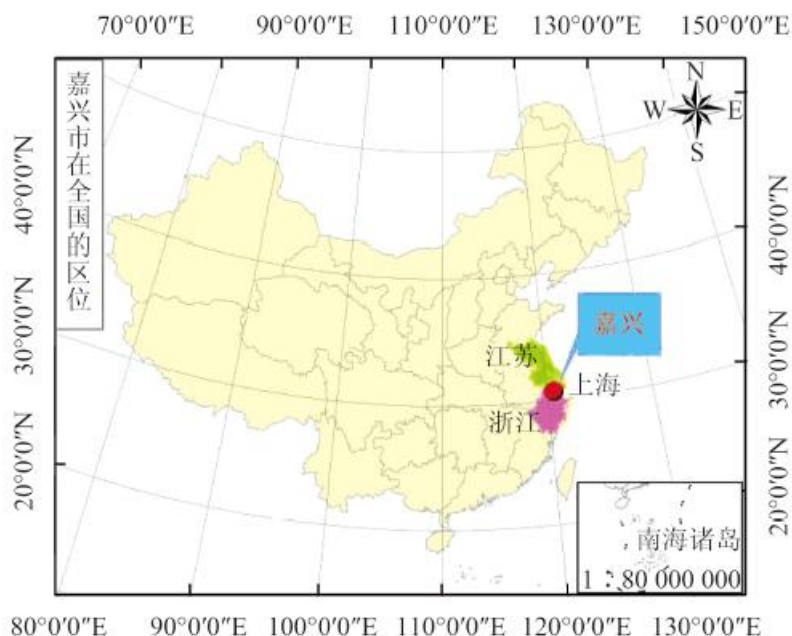 70°0′0″E
90°0′0″E
110°0′0″E
130°0′0″E
150°0′0″E
嘉兴市在全国的区位
N
W
E
S
40°0′0″N
30°0′0″N
20°0′0″N
50°0′0″N
40°0′0″N
30°0′0″N
20°0′0″N
嘉兴
江苏
上海
浙江
南海诸岛
1：80 000 000
80°0′0″E
90°0′0″E
100°0′0″E
110°0′0″E
120°0′0″E
130°0′0″E